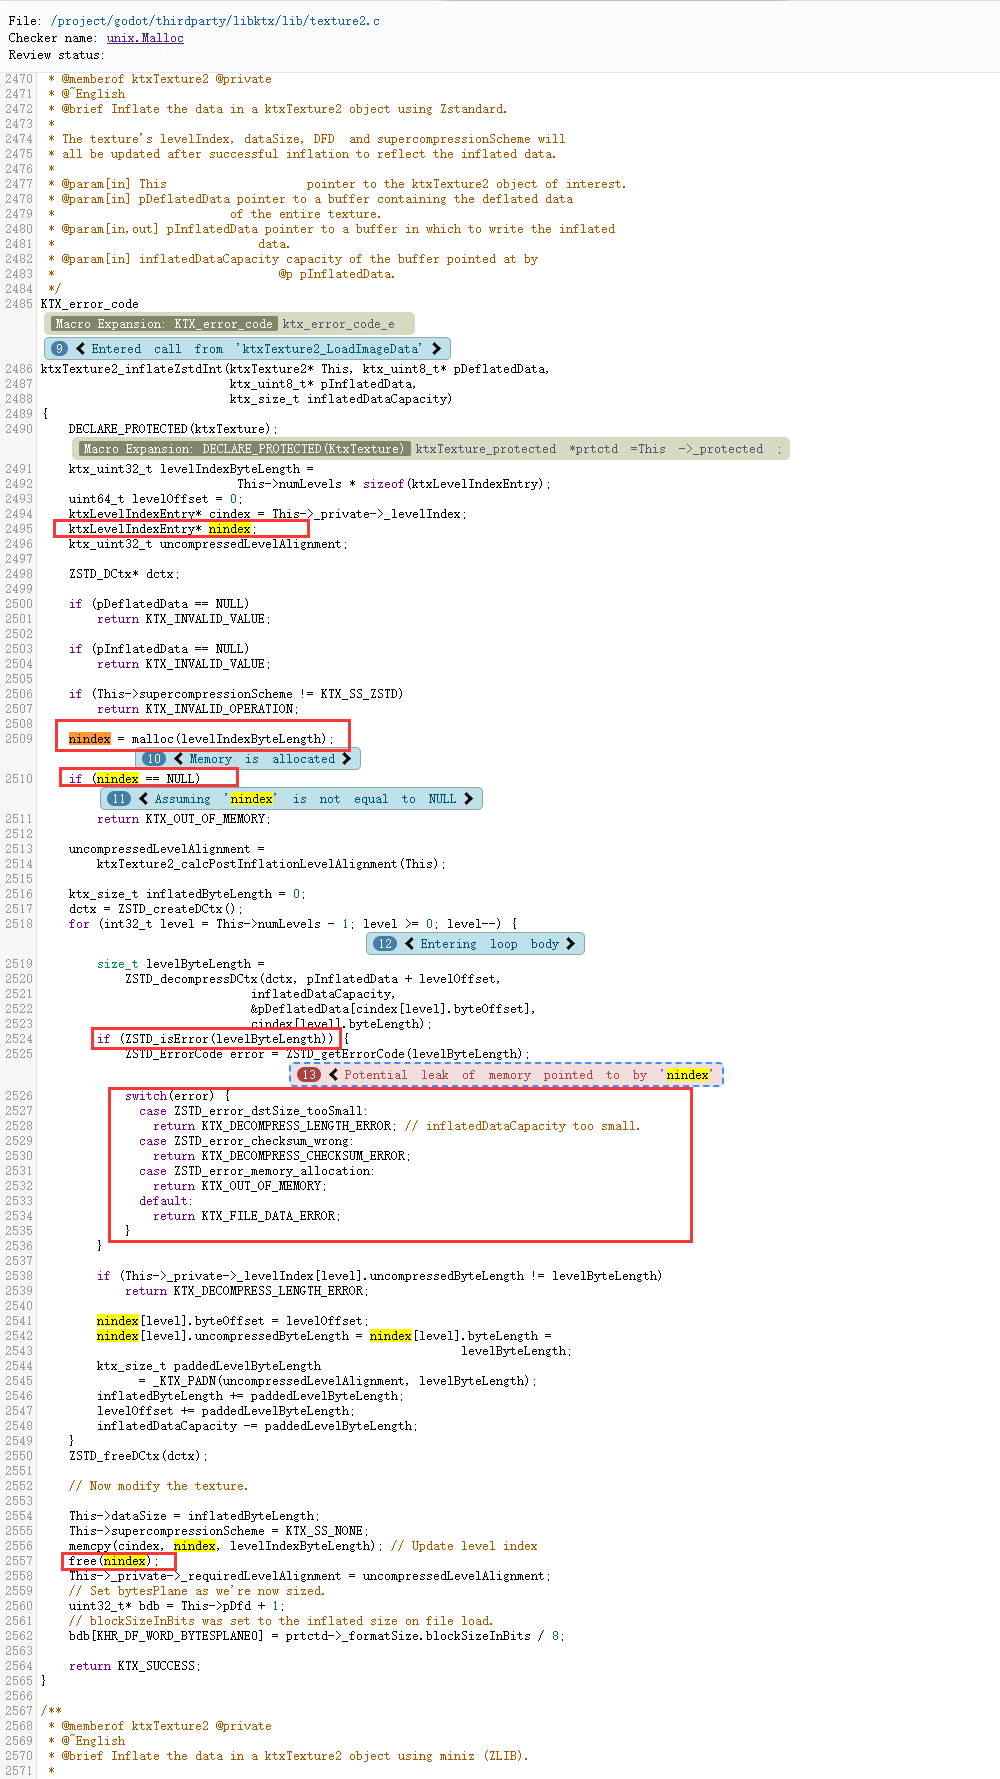 File: /project/godot/thirdparty/libktx/lib/texture2.c
Checker name: unix.Malloc
Review status:
2470 * @memberof ktxTexture2 @private
2471 * @~English
2472 * @brief Inflate the data in a ktxTexture2 object using Zstandard.
2473 *
2474 * The texture's levelIndex, dataSize, DFD  and supercompressionScheme will
2475 * all be updated after successful inflation to reflect the inflated data.
2476 *
2477 * @param[in] This                    pointer to the ktxTexture2 object of interest.
2478 * @param[in] pDeflatedData pointer to a buffer containing the deflated data
2479 *                         of the entire texture.
2480 * @param[in,out] pInflatedData pointer to a buffer in which to write the inflated
2481 *                             data.
2482 * @param[in] inflatedDataCapacity capacity of the buffer pointed at by
2483 *                                @p pInflatedData.
2484 */
2485 KTX_error_code
Macro Expansion: KTX_error_code ktx_error_code_e
9 Entered call from 'ktxTexture2_LoadImageData'
2486 ktxTexture2_inflateZstdInt(ktxTexture2* This, ktx_uint8_t* pDeflatedData,
2487                            ktx_uint8_t* pInflatedData,
2488                            ktx_size_t inflatedDataCapacity)
2489 {
2490     DECLARE_PROTECTED(ktxTexture);
Macro Expansion: DECLARE_PROTECTED(KtxTexture) ktxTexture_protected *prtctd =This ->_protected ;
2491     ktx_uint32_t levelIndexByteLength =
2492                             This->numLevels * sizeof(ktxLevelIndexEntry);
2493     uint64_t levelOffset = 0;
2494     ktxLevelIndexEntry* cindex = This->_private->_levelIndex;
2495     ktxLevelIndexEntry* nindex;
2496     ktx_uint32_t uncompressedLevelAlignment;
2497
2498     ZSTD_DCtx* dctx;
2499
2500     if (pDeflatedData == NULL)
2501         return KTX_INVALID_VALUE;
2502
2503     if (pInflatedData == NULL)
2504         return KTX_INVALID_VALUE;
2505
2506     if (This->supercompressionScheme != KTX_SS_ZSTD)
2507         return KTX_INVALID_OPERATION;
2508
2509     nindex = malloc(levelIndexByteLength);
10 Memory is allocated
2510     if (nindex == NULL)
11 Assuming 'nindex' is not equal to NULL
2511         return KTX_OUT_OF_MEMORY;
2512
2513     uncompressedLevelAlignment =
2514         ktxTexture2_calcPostInflationLevelAlignment(This);
2515
2516     ktx_size_t inflatedByteLength = 0;
2517     dctx = ZSTD_createDCtx();
2518     for (int32_t level = This->numLevels - 1; level >= 0; level--) {
12 Entering loop body
2519         size_t levelByteLength =
2520             ZSTD_decompressDCtx(dctx, pInflatedData + levelOffset,
2521                               inflatedDataCapacity,
2522                               &pDeflatedData[cindex[level].byteOffset],
2523                               cindex[level].byteLength);
2524         if (ZSTD_isError(levelByteLength)) {
2525             ZSTD_ErrorCode error = ZSTD_getErrorCode(levelByteLength);
13 Potential leak of memory pointed to by 'nindex'
2526             switch(error) {
2527               case ZSTD_error_dstSize_tooSmall:
2528                 return KTX_DECOMPRESS_LENGTH_ERROR; // inflatedDataCapacity too small.
2529               case ZSTD_error_checksum_wrong:
2530                 return KTX_DECOMPRESS_CHECKSUM_ERROR;
2531               case ZSTD_error_memory_allocation:
2532                 return KTX_OUT_OF_MEMORY;
2533               default:
2534                 return KTX_FILE_DATA_ERROR;
2535             }
2536         }
2537
2538         if (This->_private->_levelIndex[level].uncompressedByteLength != levelByteLength)
2539             return KTX_DECOMPRESS_LENGTH_ERROR;
2540
2541         nindex[level].byteOffset = levelOffset;
2542         nindex[level].uncompressedByteLength = nindex[level].byteLength =
2543                                                             levelByteLength;
2544         ktx_size_t paddedLevelByteLength
2545               = _KTX_PADN(uncompressedLevelAlignment, levelByteLength);
2546         inflatedByteLength += paddedLevelByteLength;
2547         levelOffset += paddedLevelByteLength;
2548         inflatedDataCapacity -= paddedLevelByteLength;
2549     }
2550     ZSTD_freeDCtx(dctx);
2551
2552     // Now modify the texture.
2553
2554     This->dataSize = inflatedByteLength;
2555     This->supercompressionScheme = KTX_SS_NONE;
2556     memcpy(cindex, nindex, levelIndexByteLength); // Update level index
2557     free(nindex);
2558     This->_private->_requiredLevelAlignment = uncompressedLevelAlignment;
2559     // Set bytesPlane as we're now sized.
2560     uint32_t* bdb = This->pDfd + 1;
2561     // blockSizeInBits was set to the inflated size on file load.
2562     bdb[KHR_DF_WORD_BYTESPLANE0] = prtctd->_formatSize.blockSizeInBits / 8;
2563
2564     return KTX_SUCCESS;
2565 }
2566
2567 /**
2568 * @memberof ktxTexture2 @private
2569 * @~English
2570 * @brief Inflate the data in a ktxTexture2 object using miniz (ZLIB).
2571 *